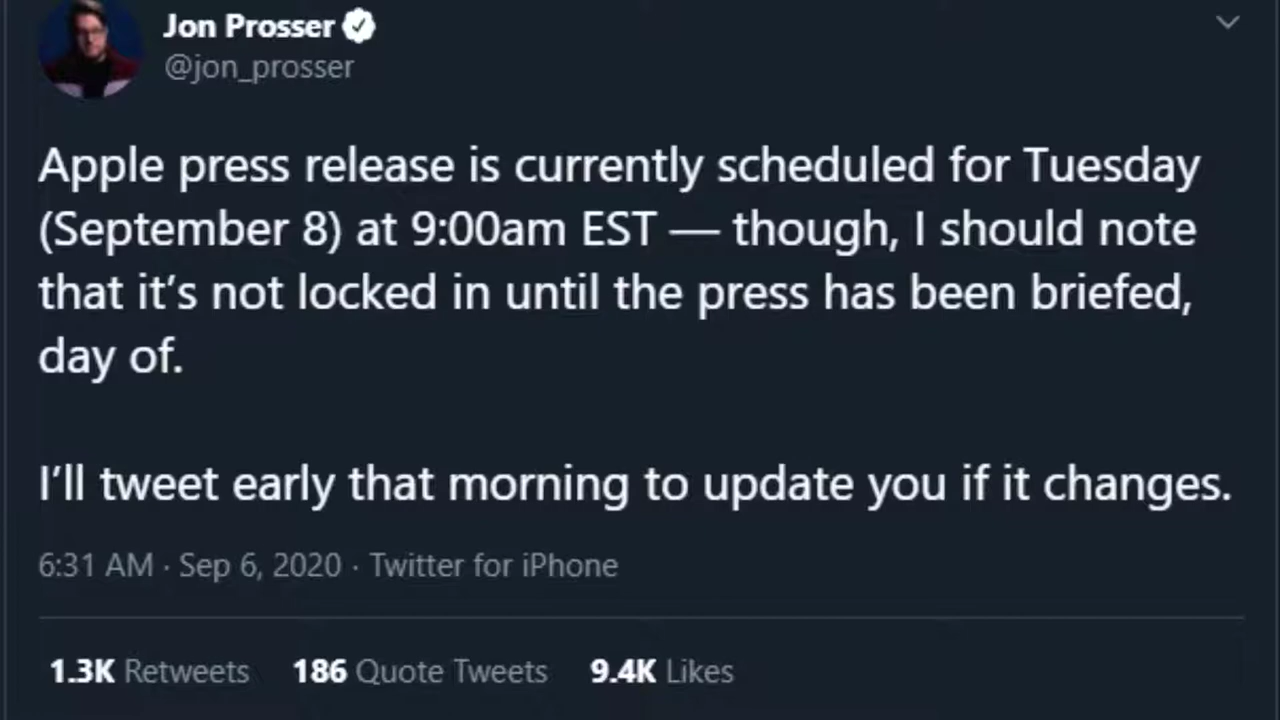 Jon Prosser
@jon_prosser
Apple press release is currently scheduled for Tuesday
(September 8) at 9:00am EST — though, I should note
that it’s not locked in until the press has been briefed,
day of.
I’ll tweet early that morning to update you if it changes.
6:31 AM · Sep 6, 2020 · Twitter for iPhone
1.3K Retweets 186 Quote Tweets 9.4K Likes